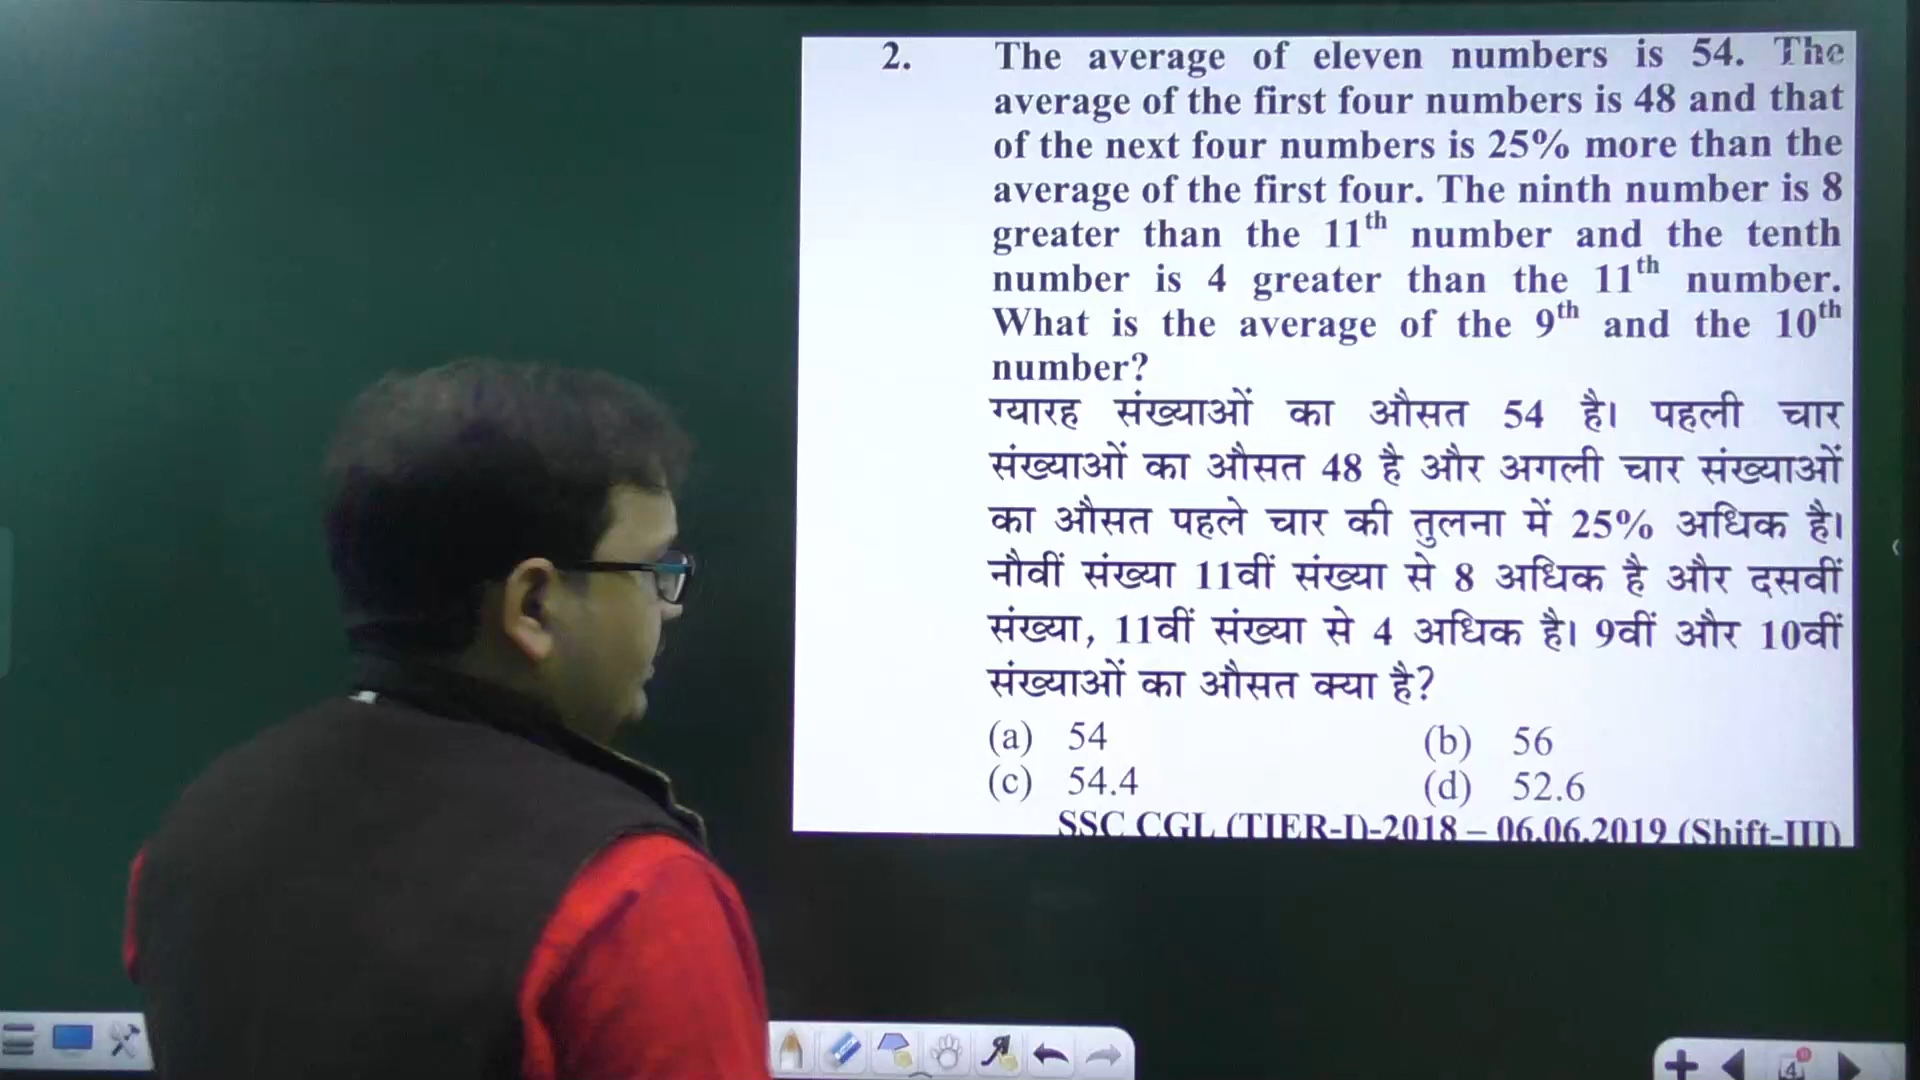 2. The average of eleven numbers is 54. The
average of the first four numbers is 48 and that
of the next four numbers is 25% more than the
average of the first four. The ninth number is 8
greater than the 11th number and the tenth
number is 4 greater than the 11th number.
What is the average of the 9th and the 10th
number?
ग्यारह संख्याओं का औसत 54 है। पहली चार
संख्याओं का औसत 48 है और अगली चार संख्याओं
का औसत पहले चार की तुलना में 25% अधिक है।
नौवीं संख्या 11वीं संख्या से 8 अधिक है और दसवीं
संख्या, 11वीं संख्या से 4 अधिक है। 9वीं और 10वीं
संख्याओं का औसत क्या है?
(a) 54 (b) 56
(c) 54.4 (d) 52.6
SSC CGL (TIER-I)-2018 – 06.06.2019 (Shift-III)
4